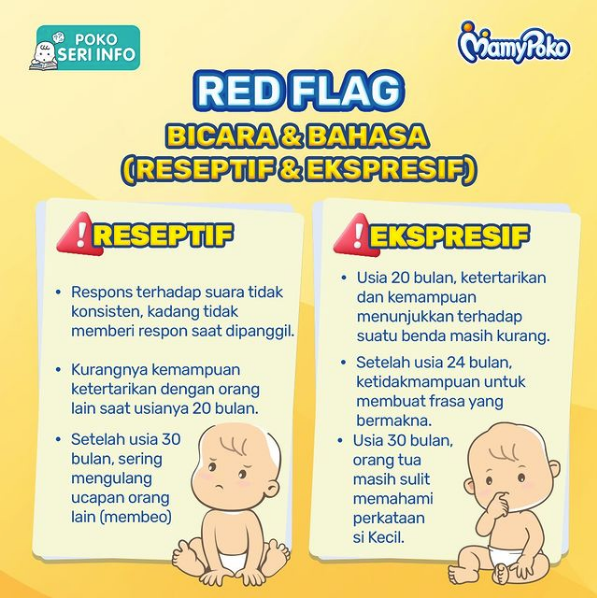 POKO
SERI INFO
MamyPoko
RED FLAG
BICARA & BAHASA
(RESEPTIF & EKSPRESIF)
! RESEPTIF
• Respons terhadap suara tidak
konsisten, kadang tidak
memberi respon saat dipanggil.
• Kurangnya kemampuan
ketertarikan dengan orang
lain saat usianya 20 bulan.
• Setelah usia 30
bulan, sering
mengulang
ucapan orang
lain (membeo)
! EKSPRESIF
• Usia 20 bulan, ketertarikan
dan kemampuan
menunjukkan terhadap
suatu benda masih kurang.
• Setelah usia 24 bulan,
ketidakmampuan untuk
membuat frasa yang
bermakna.
• Usia 30 bulan,
orang tua
masih sulit
memahami
perkataan
si Kecil.